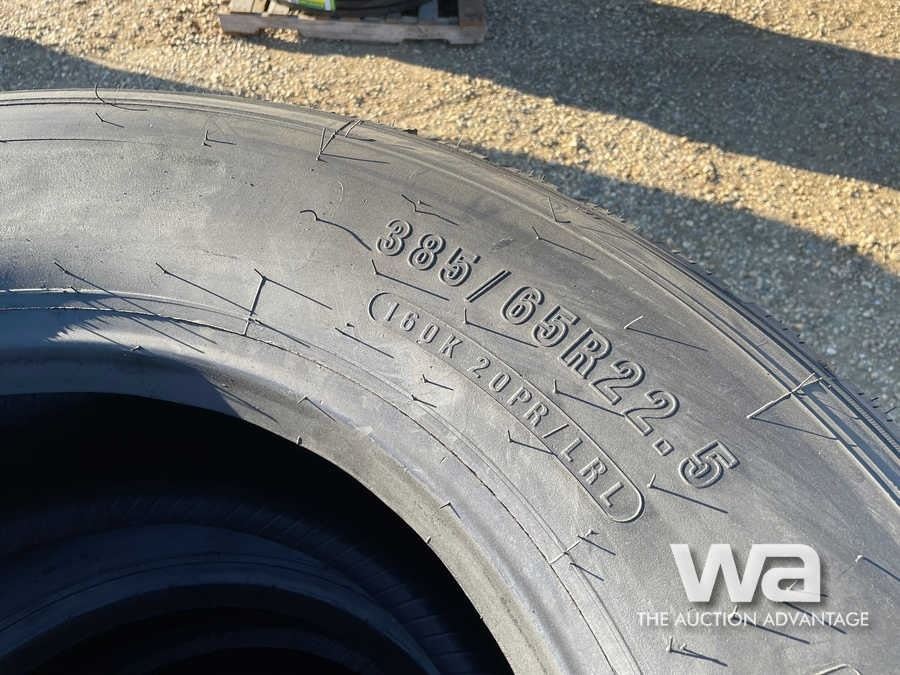 385/65R22.5
160K 20PR/LRL
wa
THE AUCTION ADVANTAGE